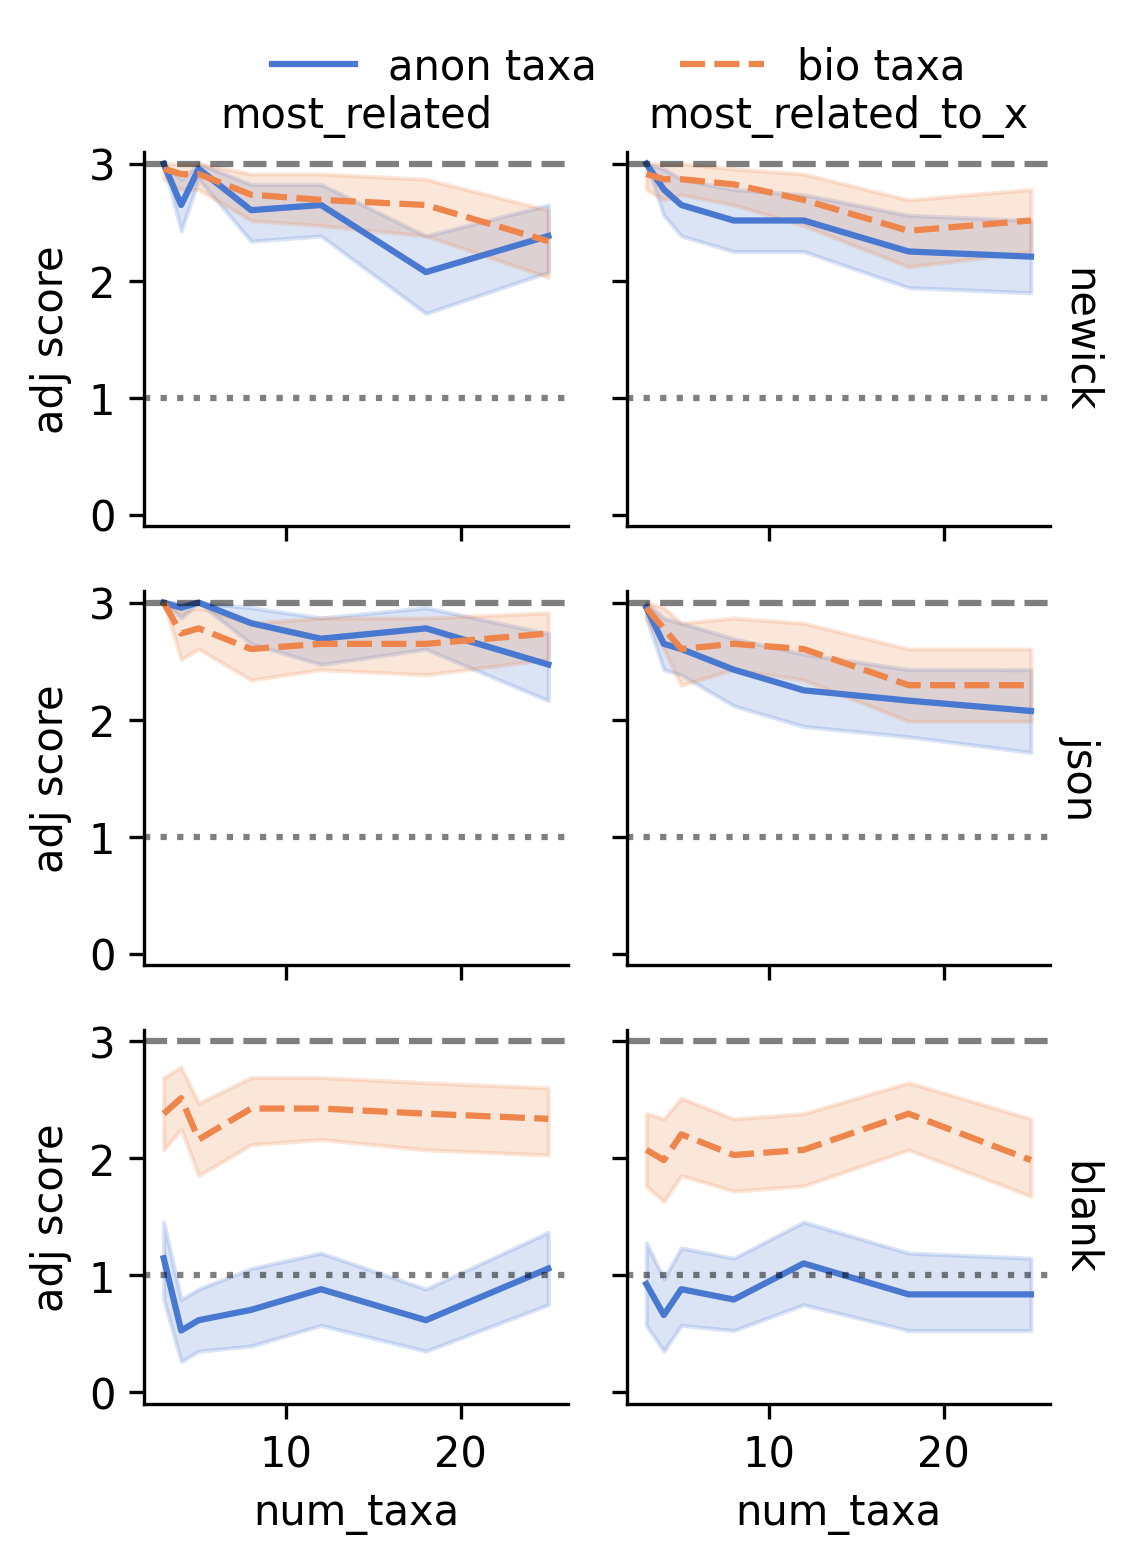 anon taxa bio taxa
most_related most_related_to_x
3
2
1
0
adj score
newick
3
2
1
0
adj score
json
3
2
1
0
adj score
blank
10 20 10 20
num_taxa num_taxa